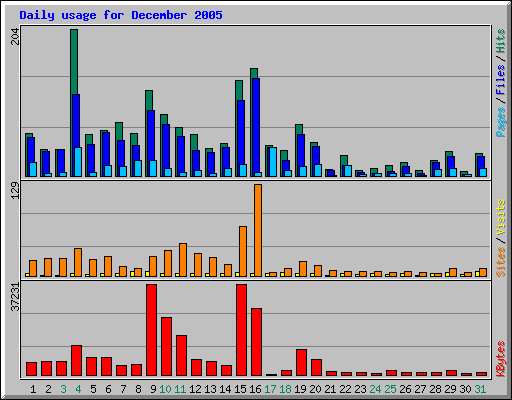 Daily usage for December 2005
204
Pages / Files / Hits
129
Sites / Visits
37231
KBytes
1 2 3 4 5 6 7 8 9 10 11 12 13 14 15 16 17 18 19 20 21 22 23 24 25 26 27 28 29 30 31